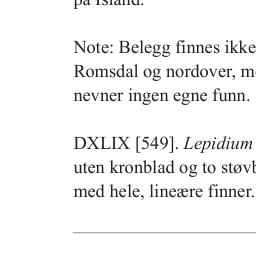 på Island.
Note: Belegg finnes ikke
Romsdal og nordover, m
nevner ingen egne funn.
DXLIX [549]. Lepidium
uten kronblad og to støvb
med hele, lineære finner.